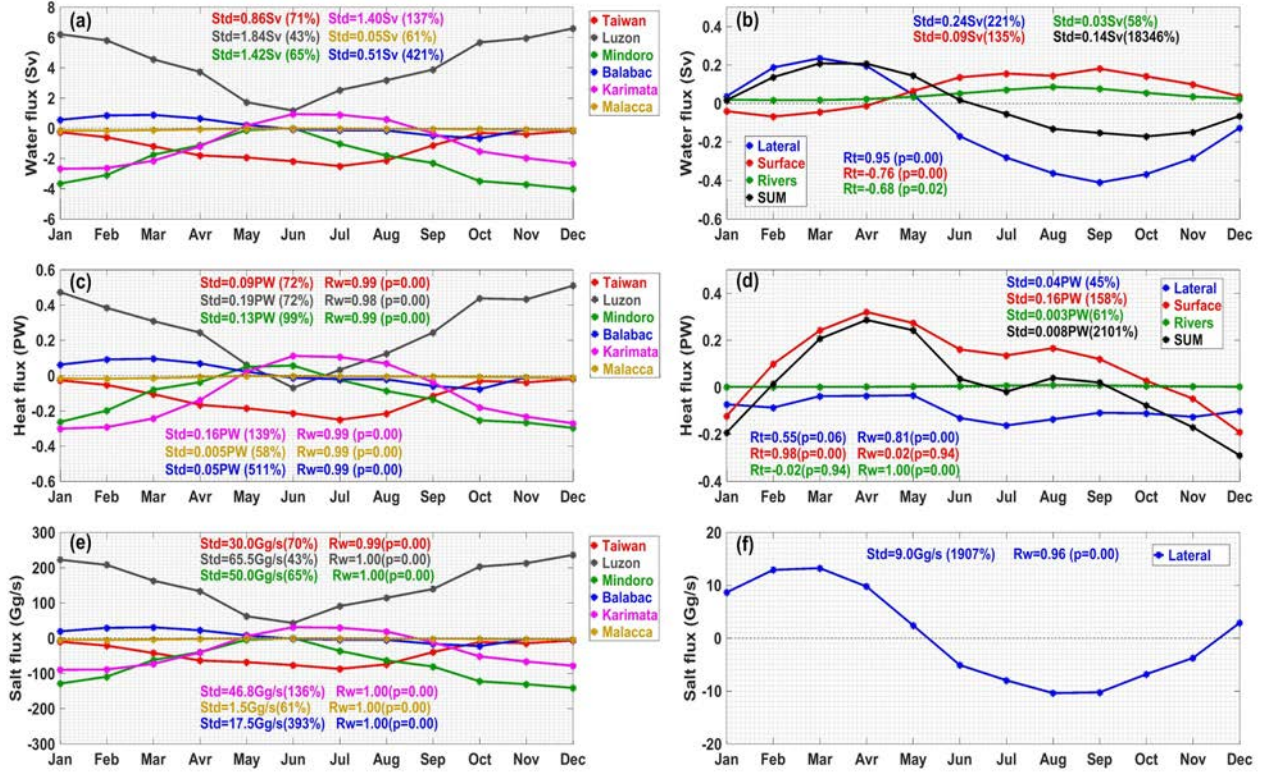 (a)
Std=0.86Sv (71%) Std=1.40Sv (137%)
Std=1.84Sv (43%) Std=0.05Sv (61%)
Std=1.42Sv (65%) Std=0.51Sv (421%)
Water flux (Sv)
8
6
4
2
0
-2
-4
-6
Jan Feb Mar Avr May Jun Jul Aug Sep Oct Nov Dec
Taiwan
Luzon
Mindoro
Balabac
Karimata
Malacca
(b)
Std=0.24Sv(221%) Std=0.03Sv(58%)
Std=0.09Sv(135%) Std=0.14Sv(18346%)
Water flux (Sv)
0.4
0.2
0
-0.2
-0.4
-0.6
Lateral
Surface
Rivers
SUM
Rt=0.95 (p=0.00)
Rt=-0.76 (p=0.00)
Rt=-0.68 (p=0.02)
Jan Feb Mar Avr May Jun Jul Aug Sep Oct Nov Dec
(c)
Std=0.09PW (72%) Rw=0.99 (p=0.00)
Std=0.19PW (72%) Rw=0.98 (p=0.00)
Std=0.13PW (99%) Rw=0.99 (p=0.00)
Heat flux (PW)
0.6
0.4
0.2
0
-0.2
-0.4
-0.6
Std=0.16PW (139%) Rw=0.99 (p=0.00)
Std=0.005PW (58%) Rw=0.99 (p=0.00)
Std=0.05PW (511%) Rw=0.99 (p=0.00)
Jan Feb Mar Avr May Jun Jul Aug Sep Oct Nov Dec
Taiwan
Luzon
Mindoro
Balabac
Karimata
Malacca
(d)
Std=0.04PW (45%)
Std=0.16PW (158%)
Std=0.003PW(61%)
Std=0.008PW(2101%)
Lateral
Surface
Rivers
SUM
Heat flux (PW)
0.4
0.2
0
-0.2
-0.4
Rt=0.55(p=0.06) Rw=0.81(p=0.00)
Rt=0.98(p=0.00) Rw=0.02(p=0.94)
Rt=-0.02(p=0.94) Rw=1.00(p=0.00)
Jan Feb Mar Avr May Jun Jul Aug Sep Oct Nov Dec
(e)
Std=30.0Gg/s(70%) Rw=0.99(p=0.00)
Std=65.5Gg/s(43%) Rw=1.00(p=0.00)
Std=50.0Gg/s(65%) Rw=1.00(p=0.00)
Salt flux (Gg/s)
300
200
100
0
-100
-200
-300
Std=46.8Gg/s(136%) Rw=1.00(p=0.00)
Std=1.5Gg/s(61%) Rw=1.00(p=0.00)
Std=17.5Gg/s(393%) Rw=1.00(p=0.00)
Jan Feb Mar Avr May Jun Jul Aug Sep Oct Nov Dec
Taiwan
Luzon
Mindoro
Balabac
Karimata
Malacca
(f)
Std=9.0Gg/s (1907%) Rw=0.96 (p=0.00)
Lateral
Salt flux (Gg/s)
20
10
0
-10
-20
Jan Feb Mar Avr May Jun Jul Aug Sep Oct Nov Dec